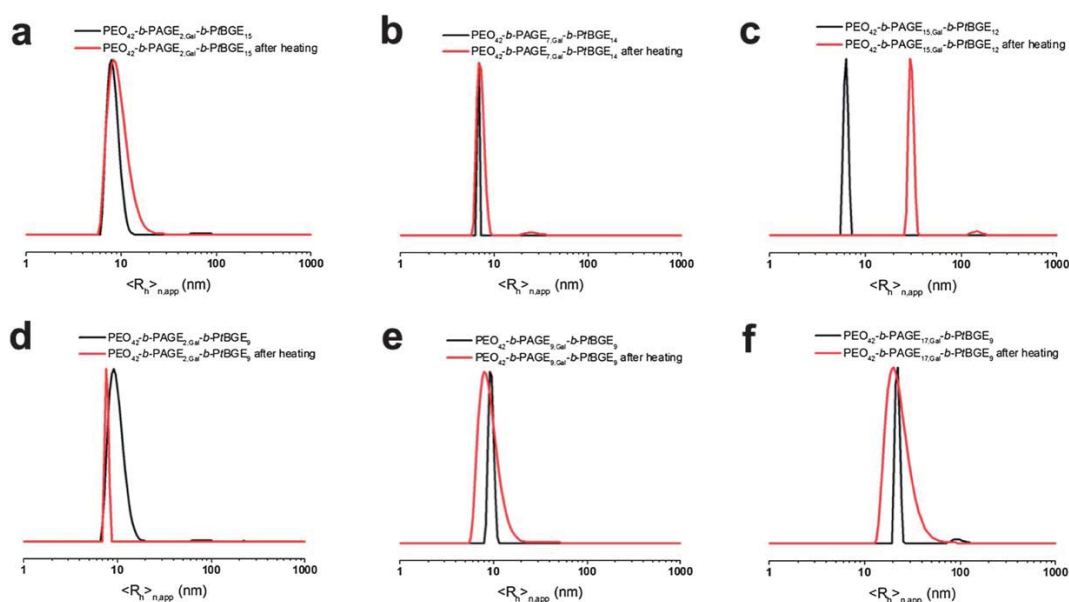 a
PEO₄₂-b-PAGE₂,Gal-b-PtBGE₁₅
PEO₄₂-b-PAGE₂,Gal-b-PtBGE₁₅ after heating
1 10 100 1000
<Rₕ>n,app (nm)
b
PEO₄₂-b-PAGE₇,Gal-b-PtBGE₁₄
PEO₄₂-b-PAGE₇,Gal-b-PtBGE₁₄ after heating
1 10 100 1000
<Rₕ>n,app (nm)
c
PEO₄₂-b-PAGE₁₅,Gal-b-PtBGE₁₂
PEO₄₂-b-PAGE₁₅,Gal-b-PtBGE₁₂ after heating
1 10 100 1000
<Rₕ>n,app (nm)
d
PEO₄₂-b-PAGE₂,Gal-b-PtBGE₉
PEO₄₂-b-PAGE₂,Gal-b-PtBGE₉ after heating
1 10 100 1000
<Rₕ>n,app (nm)
e
PEO₄₂-b-PAGE₉,Gal-b-PtBGE₉
PEO₄₂-b-PAGE₉,Gal-b-PtBGE₉ after heating
1 10 100 1000
<Rₕ>n,app (nm)
f
PEO₄₂-b-PAGE₁₇,Gal-b-PtBGE₉
PEO₄₂-b-PAGE₁₇,Gal-b-PtBGE₉ after heating
1 10 100 1000
<Rₕ>n,app (nm)